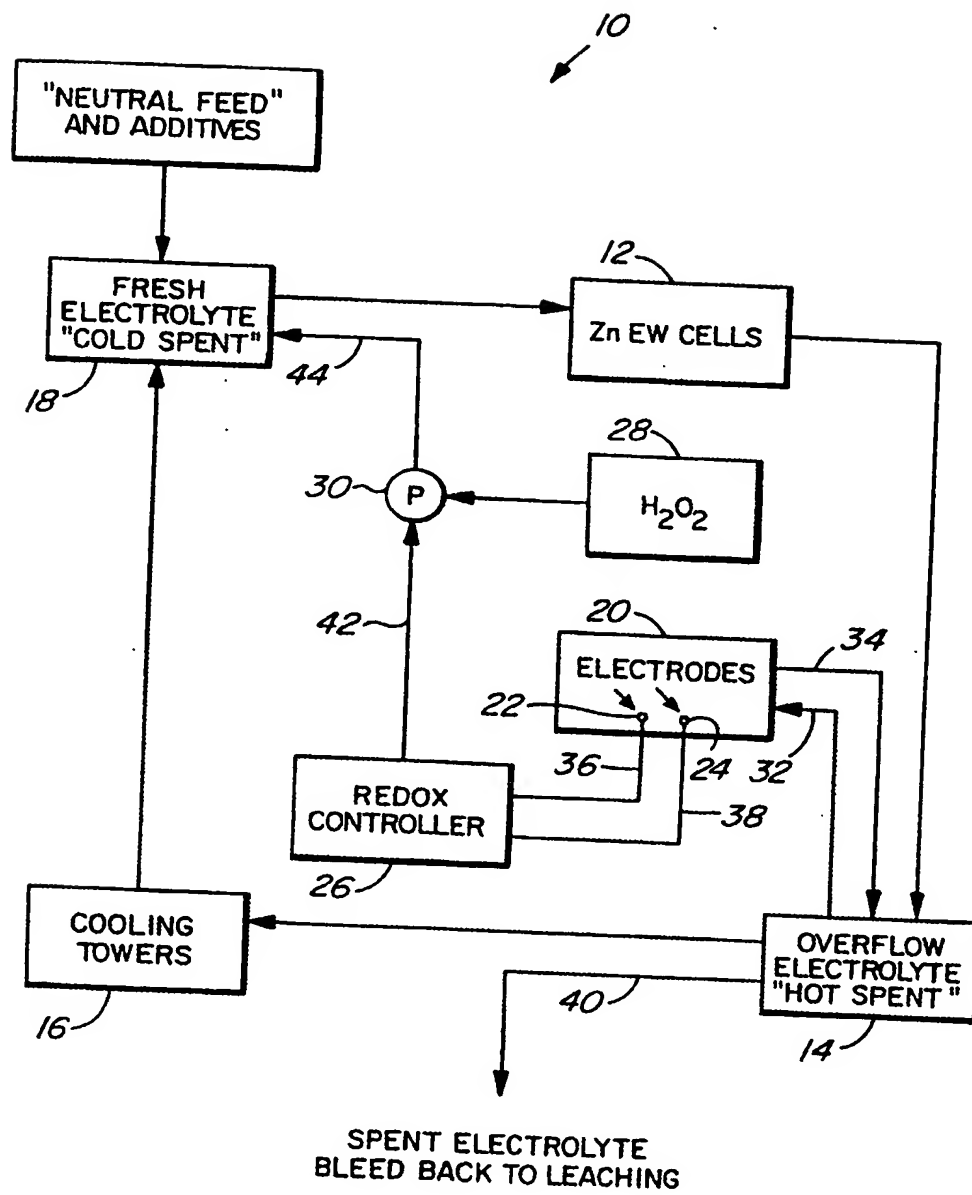 10
"NEUTRAL FEED"
AND ADDITIVES
12
FRESH
ELECTROLYTE
"COLD SPENT"
Zn EW CELLS
44
18
28
30
P
H2O2
42
20
34
ELECTRODES
22
24
32
36
38
REDOX
CONTROLLER
26
COOLING
TOWERS
OVERFLOW
ELECTROLYTE
"HOT SPENT"
40
16
14
SPENT ELECTROLYTE
BLEED BACK TO LEACHING